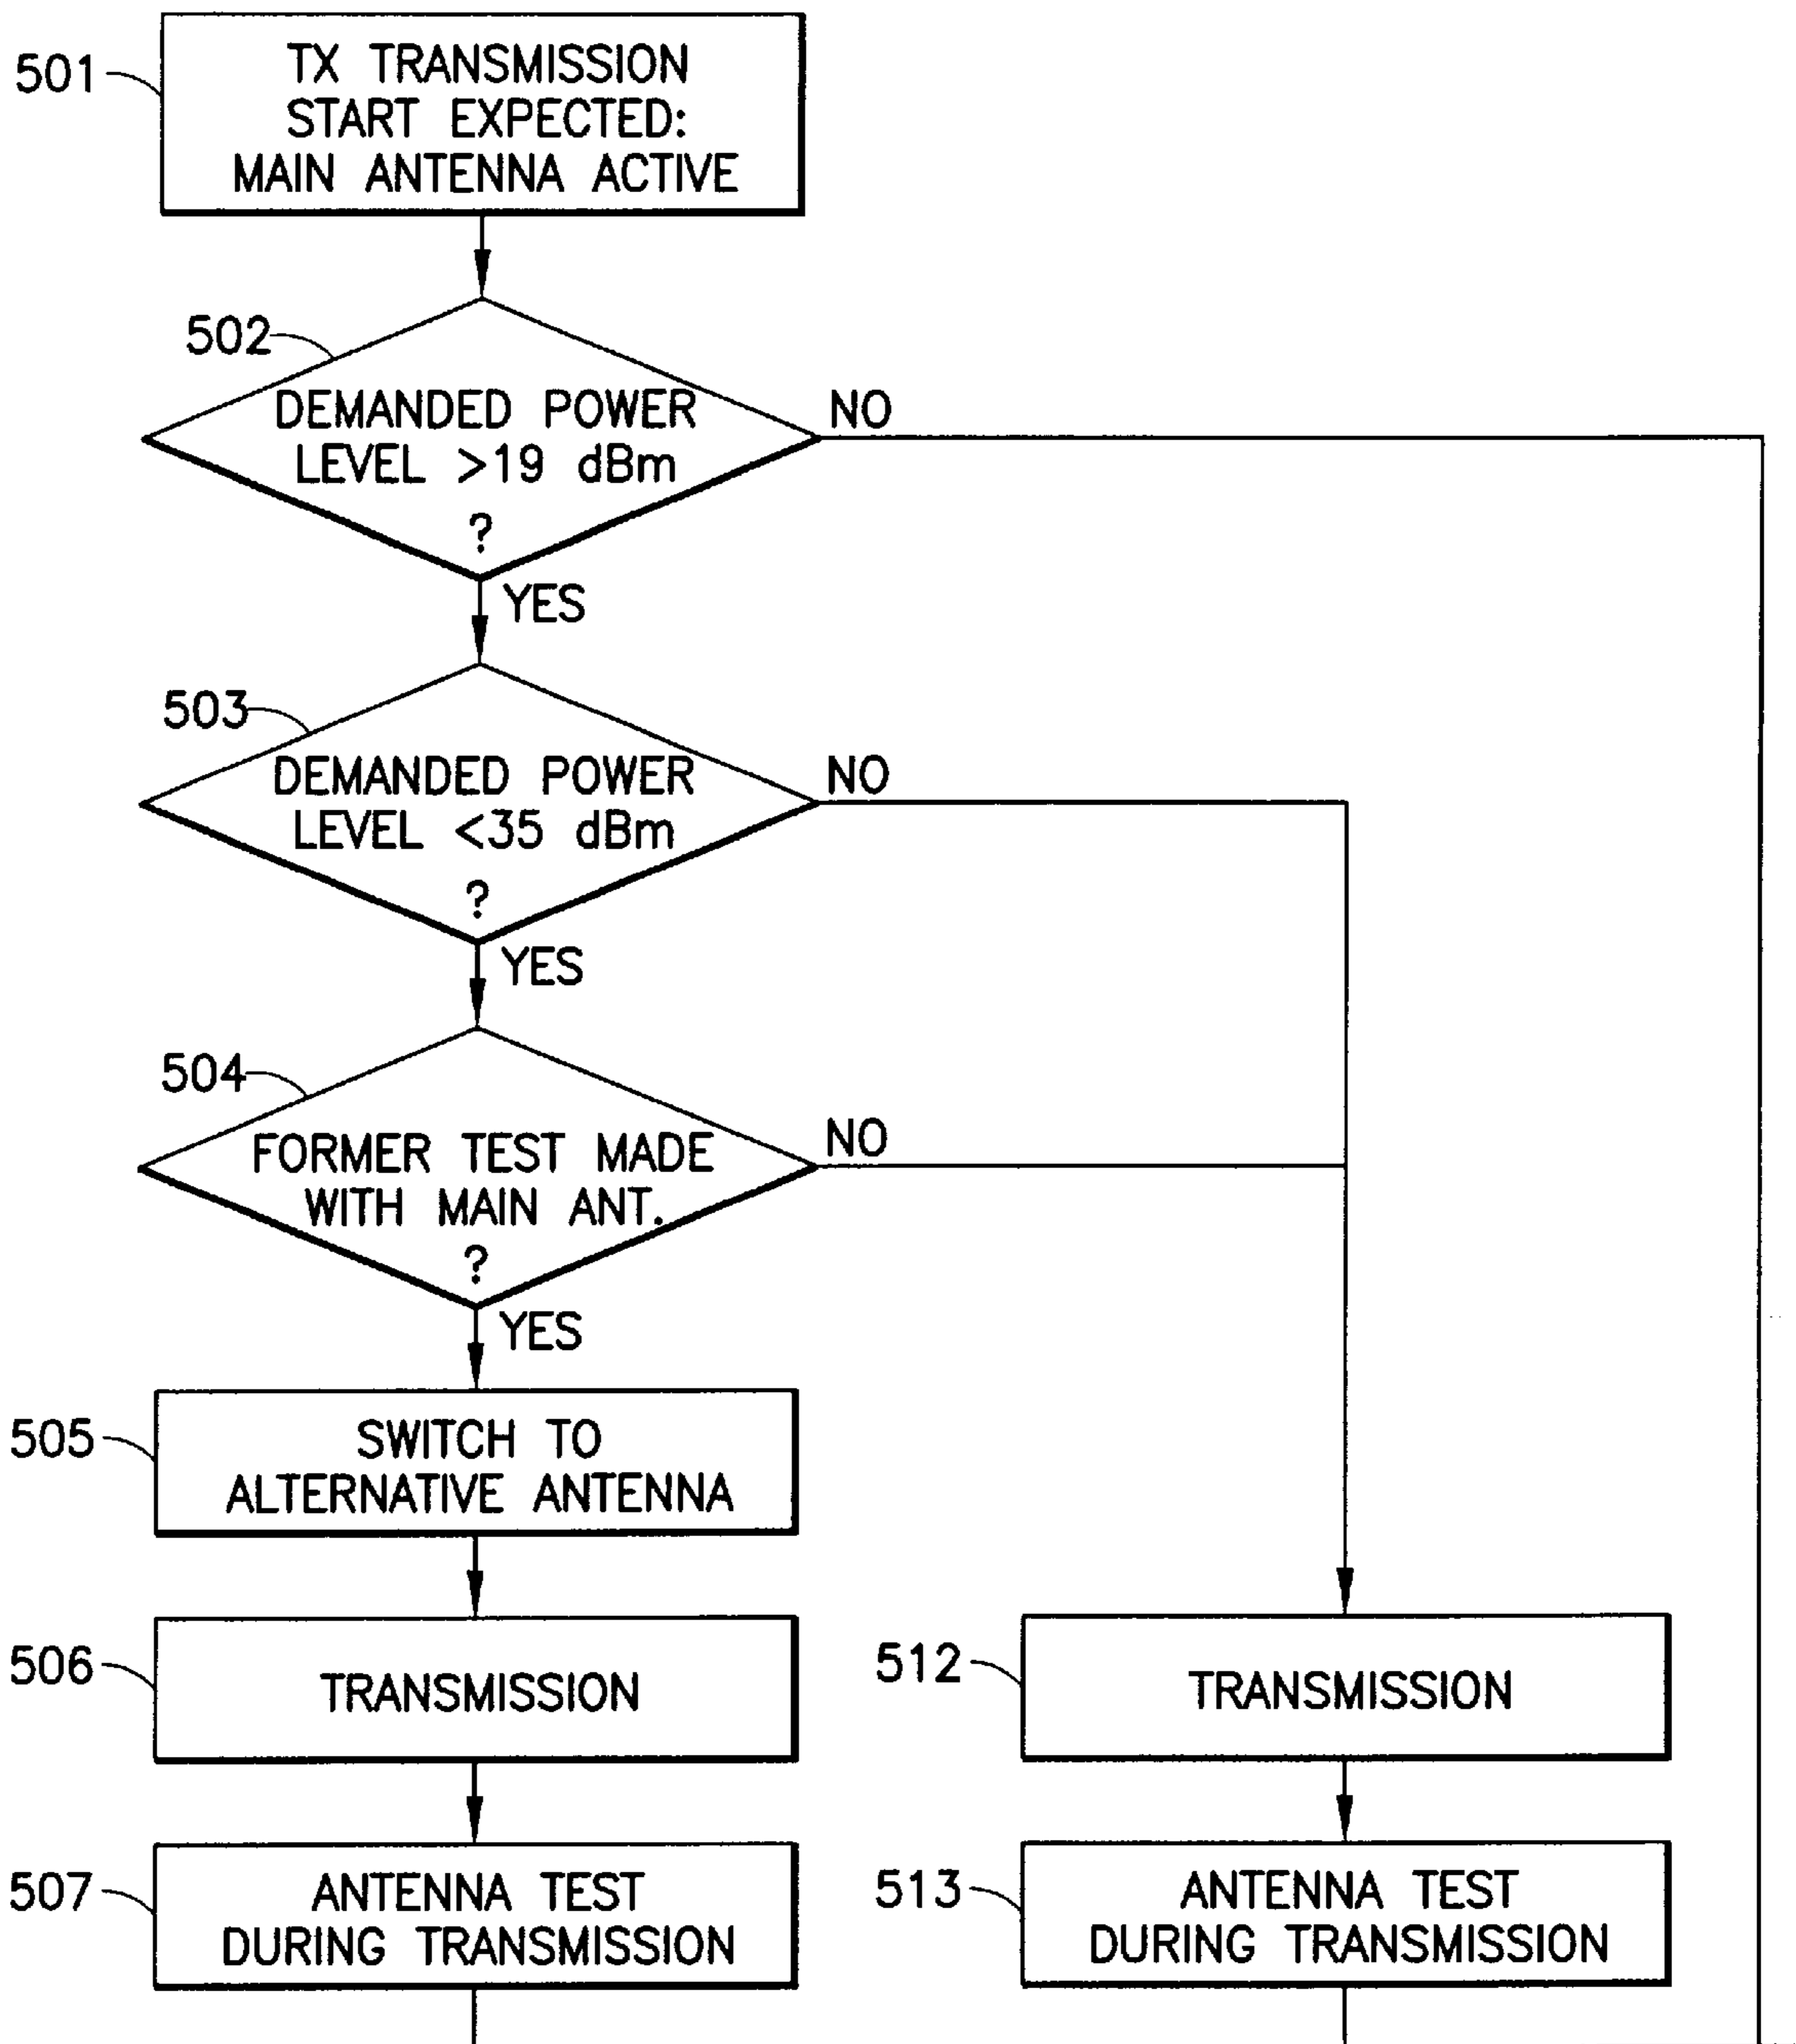 501
TX TRANSMISSION
START EXPECTED:
MAIN ANTENNA ACTIVE
502
DEMANDED POWER
LEVEL >19 dBm
?
NO
YES
503
DEMANDED POWER
LEVEL <35 dBm
?
NO
YES
504
FORMER TEST MADE
WITH MAIN ANT.
?
NO
YES
505
SWITCH TO
ALTERNATIVE ANTENNA
506
TRANSMISSION
512
TRANSMISSION
507
ANTENNA TEST
DURING TRANSMISSION
513
ANTENNA TEST
DURING TRANSMISSION